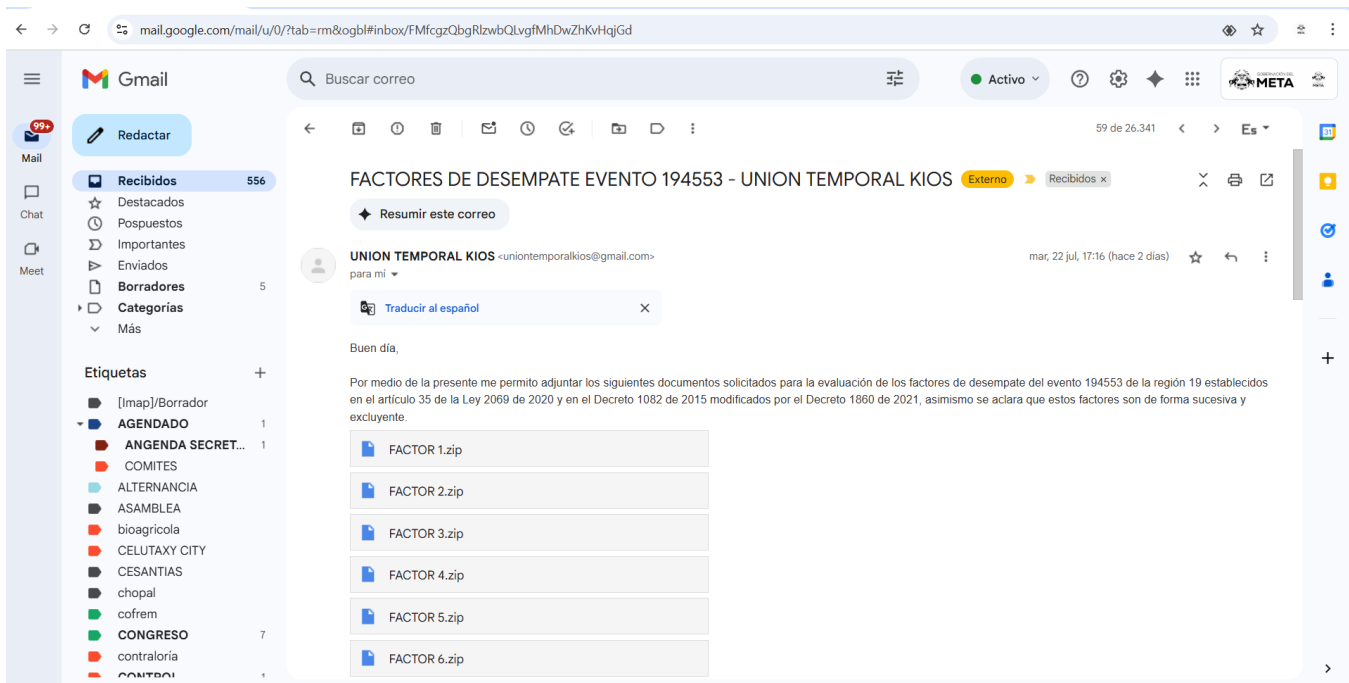 mail.google.com/mail/u/0/?tab=rm&ogbl#inbox/FMfcgzQbgRlzwbQLvgfMhDwZhKvHqjGd
Gmail
Buscar correo
Activo
META
99+
Mail
Chat
Meet
Redactar
Recibidos 556
Destacados
Pospuestos
Importantes
Enviados
Borradores 5
Categorías
Más
Etiquetas
[Imap]/Borrador
AGENDADO 1
ANGENDA SECRET... 1
COMITES
ALTERNANCIA
ASAMBLEA
bioagricola
CELUTAXY CITY
CESANTIAS
chopal
cofrem
CONGRESO 7
contraloría
CONTROL 1
59 de 26.341
Es
FACTORES DE DESEMPATE EVENTO 194553 - UNION TEMPORAL KIOS Externo Recibidos ×
Resumir este correo
UNION TEMPORAL KIOS <uniontemporalkios@gmail.com> mar, 22 jul, 17:16 (hace 2 días)
para mí
Traducir al español
Buen día,
Por medio de la presente me permito adjuntar los siguientes documentos solicitados para la evaluación de los factores de desempate del evento 194553 de la región 19 establecidos
en el artículo 35 de la Ley 2069 de 2020 y en el Decreto 1082 de 2015 modificados por el Decreto 1860 de 2021, asimismo se aclara que estos factores son de forma sucesiva y
excluyente.
FACTOR 1.zip
FACTOR 2.zip
FACTOR 3.zip
FACTOR 4.zip
FACTOR 5.zip
FACTOR 6.zip
31